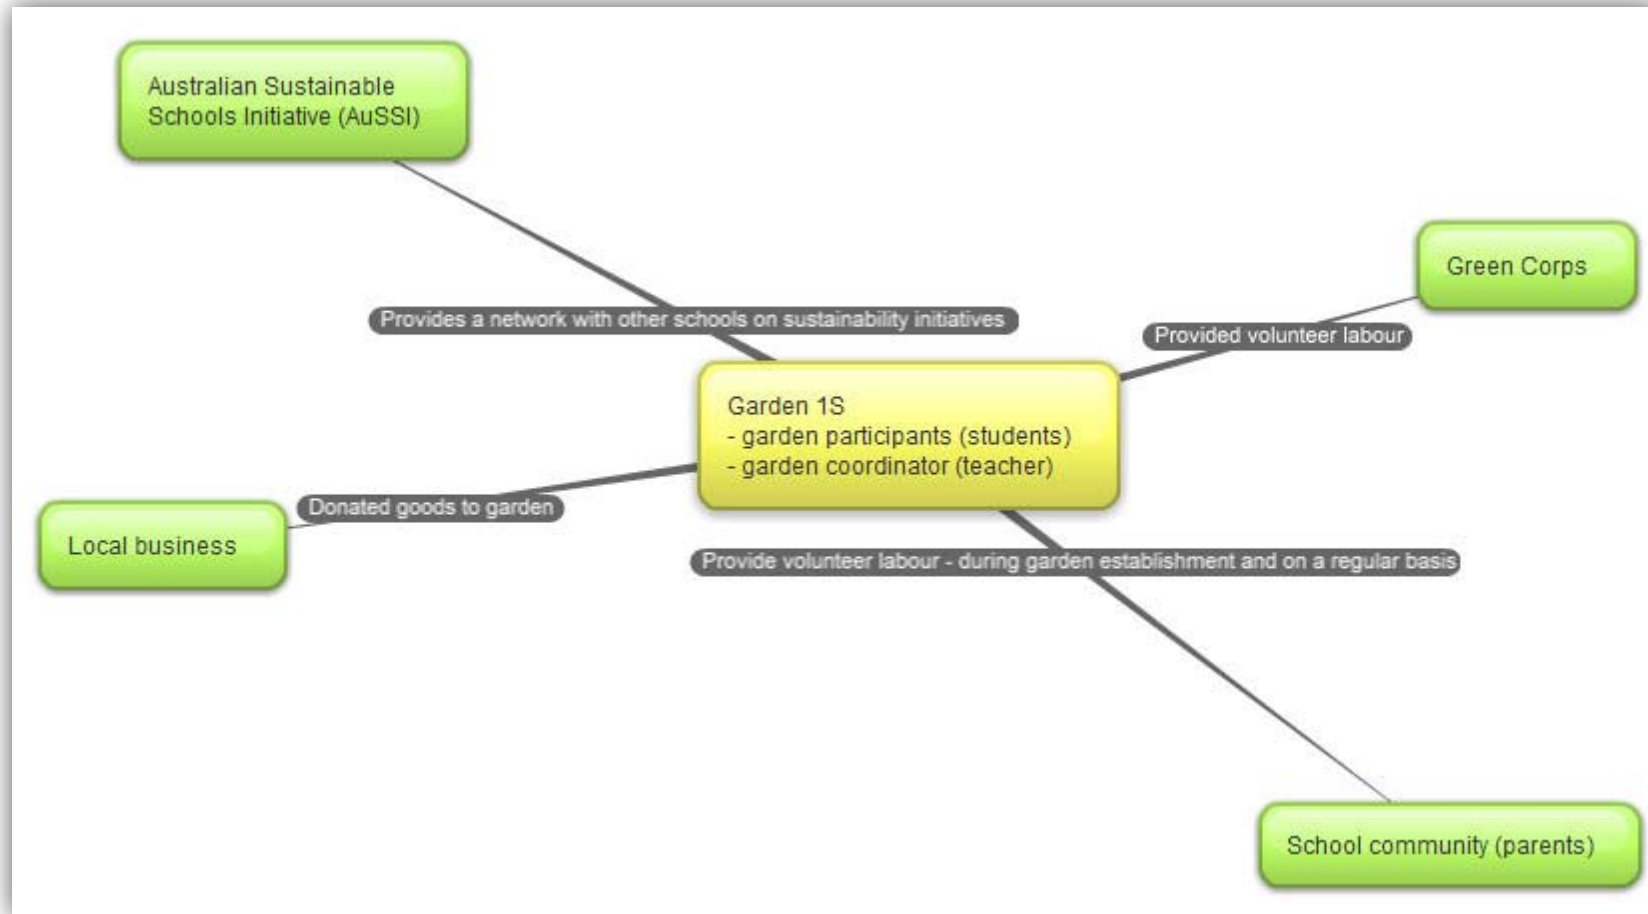 Australian Sustainable
Schools Initiative (AuSSI)
Green Corps
Provides a network with other schools on sustainability initiatives
Provided volunteer labour
Garden 1S
- garden participants (students)
- garden coordinator (teacher)
Donated goods to garden
Local business
Provide volunteer labour - during garden establishment and on a regular basis
School community (parents)